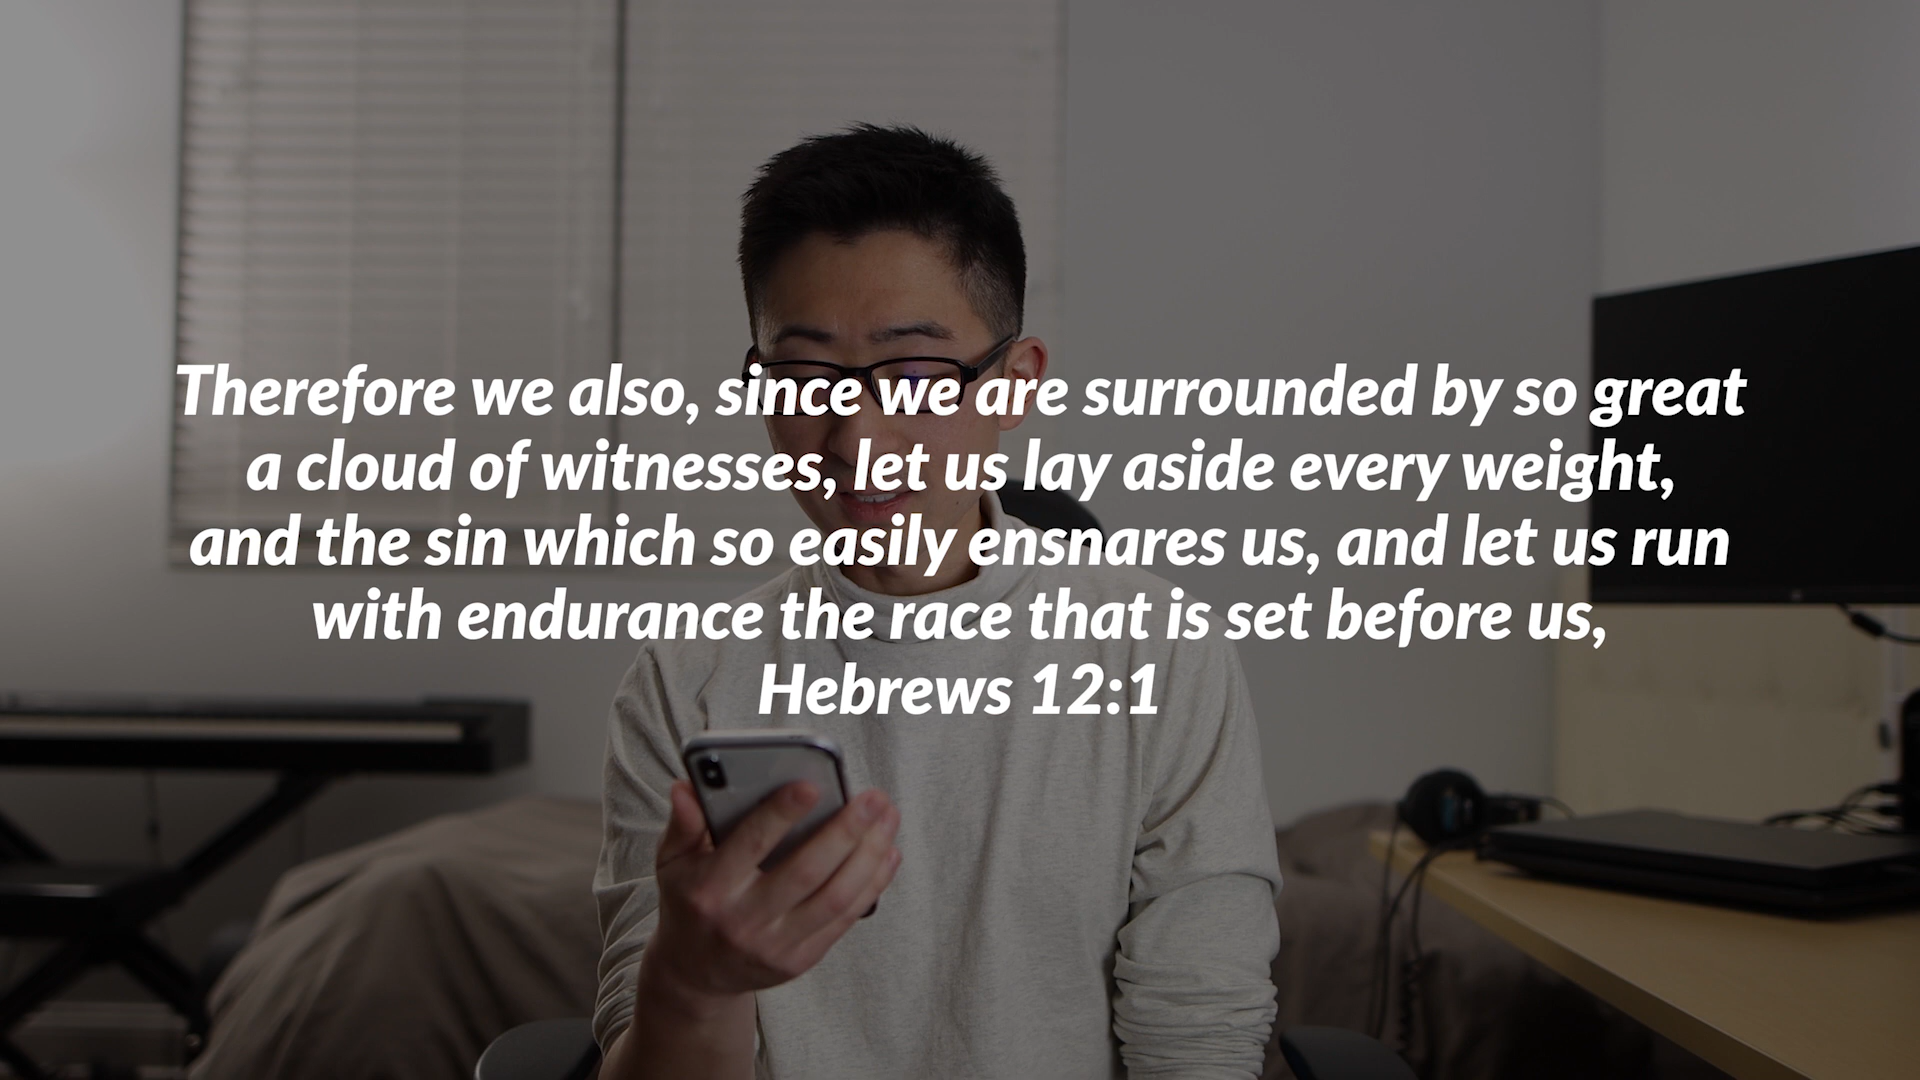 Therefore we also, since we are surrounded by so great
a cloud of witnesses, let us lay aside every weight,
and the sin which so easily ensnares us, and let us run
with endurance the race that is set before us,
Hebrews 12:1